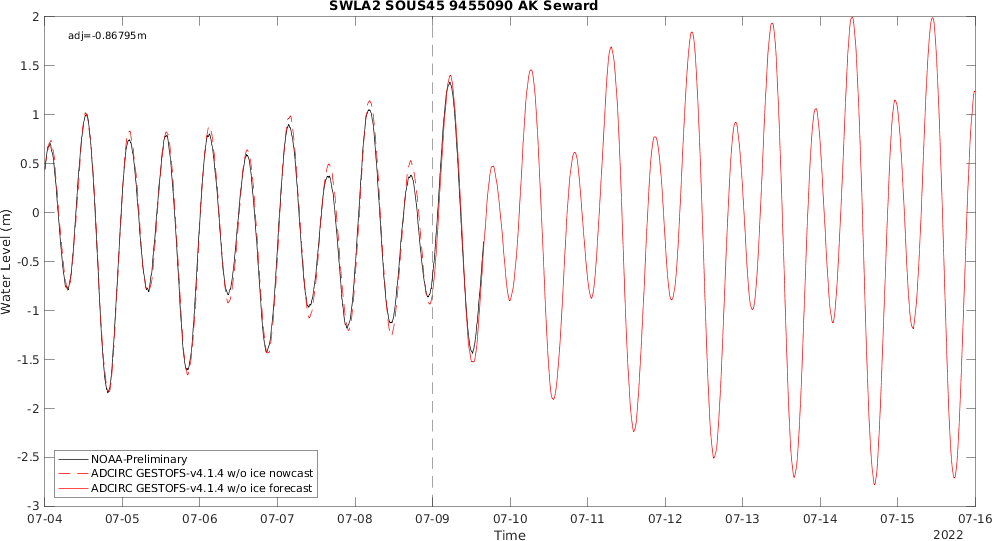 SWLA2 SOUS45 9455090 AK Seward
adj=-0.86795m
2
1.5
1
0.5
0
-0.5
-1
-1.5
-2
-2.5
-3
Water Level (m)
NOAA-Preliminary
ADCIRC GESTOFS-v4.1.4 w/o ice nowcast
ADCIRC GESTOFS-v4.1.4 w/o ice forecast
07-04 07-05 07-06 07-07 07-08 07-09 07-10 07-11 07-12 07-13 07-14 07-15 07-16
Time
2022